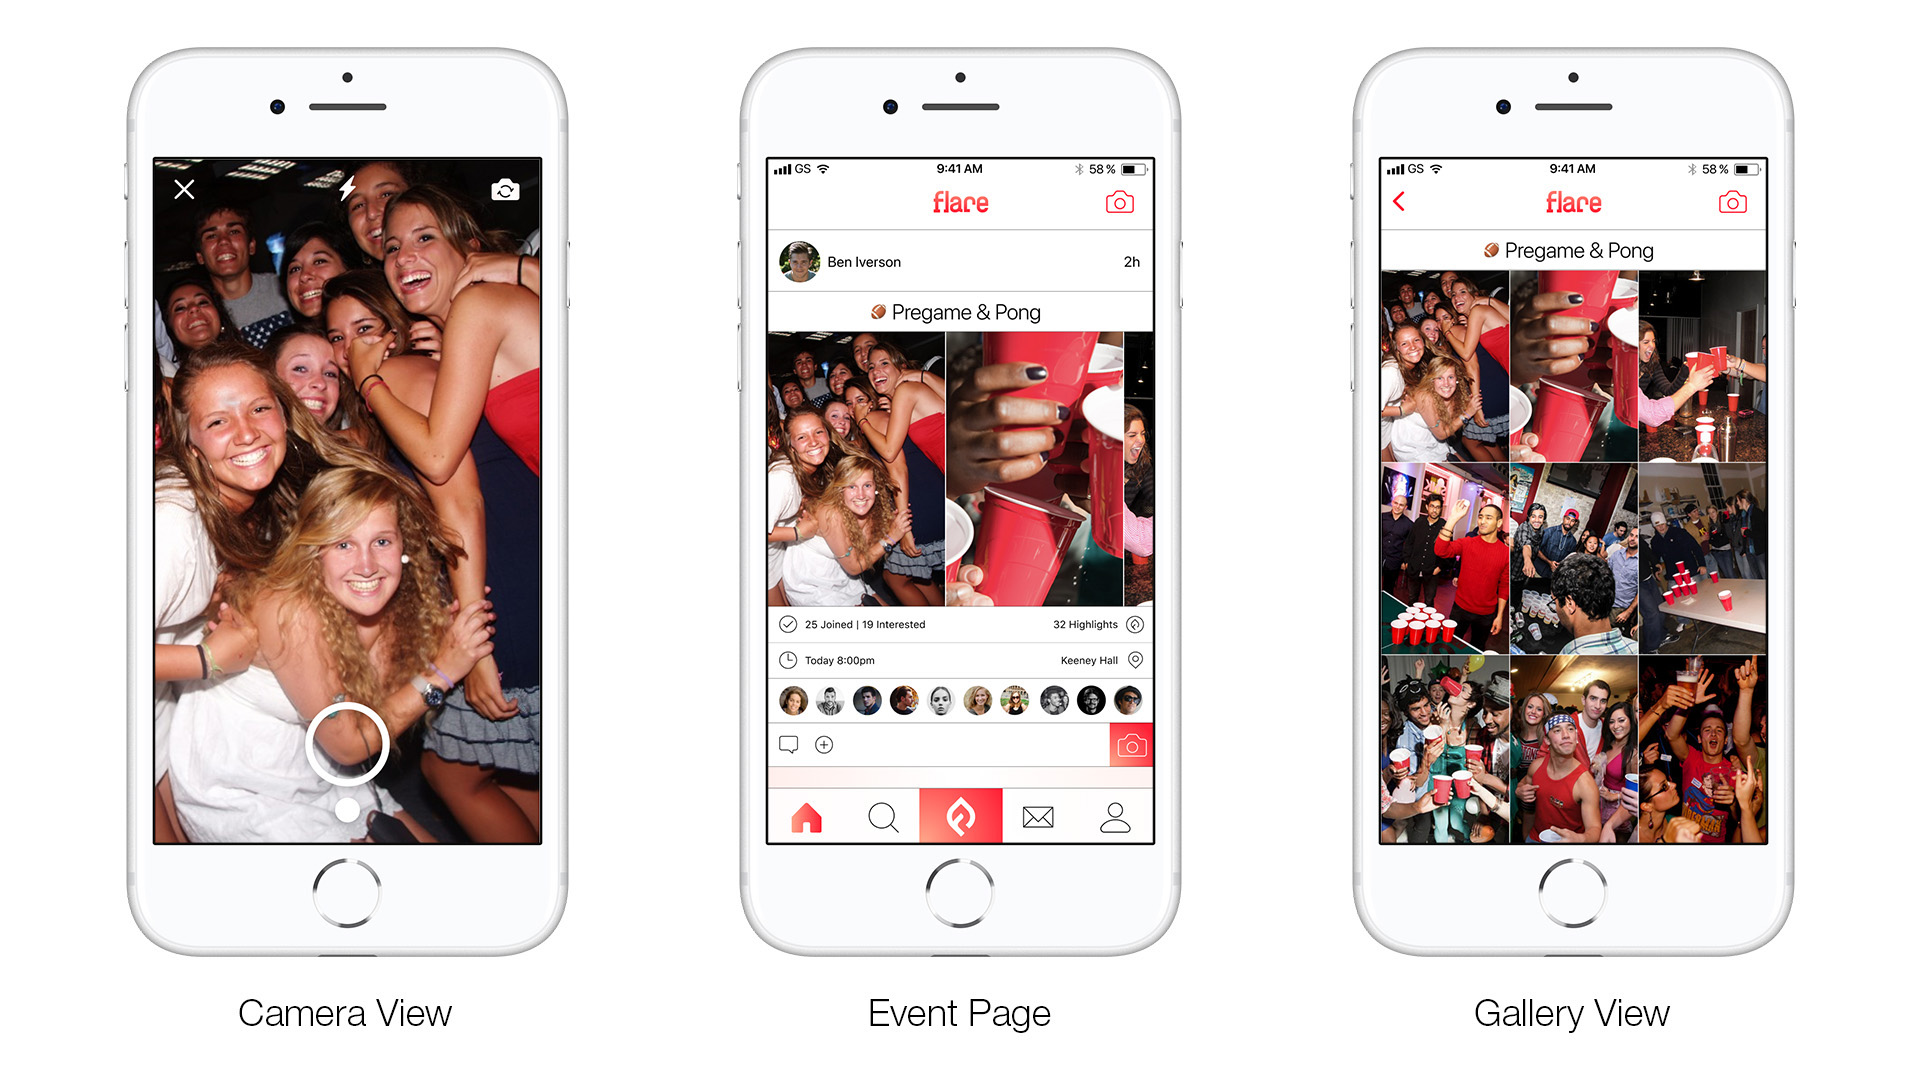 GS
9:41 AM
58 %
flare
Ben Iverson
2h
🏈 Pregame & Pong
25 Joined | 19 Interested
32 Highlights
Today 8:00pm
Keeney Hall
GS
9:41 AM
58 %
flare
🏈 Pregame & Pong
Camera View
Event Page
Gallery View